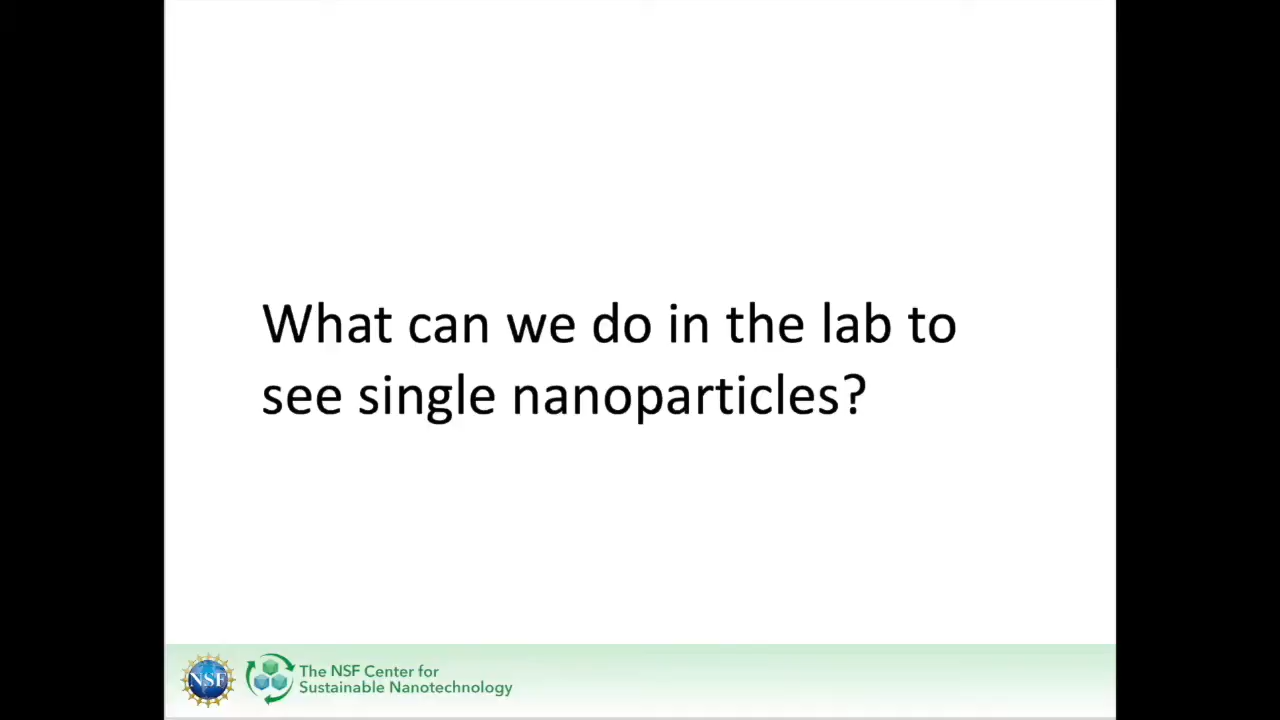 What can we do in the lab to
see single nanoparticles?
NSF
The NSF Center for
Sustainable Nanotechnology